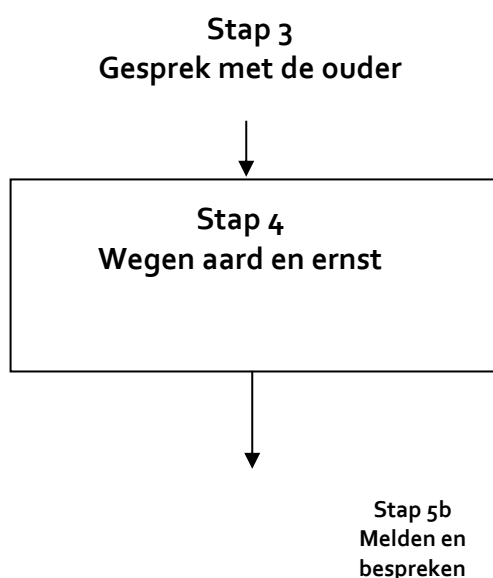 Stap 3
Gesprek met de ouder
Stap 4
Wegen aard en ernst
Stap 5b
Melden en
bespreken